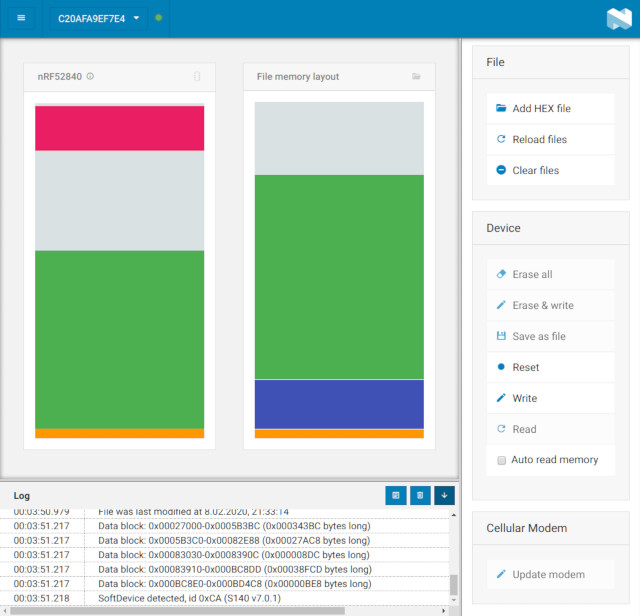 C20AFA9EF7E4
nRF52840
File memory layout
File
Add HEX file
Reload files
Clear files
Device
Erase all
Erase & write
Save as file
Reset
Write
Read
Auto read memory
Cellular Modem
Update modem
Log
00:03:50.979 File was last modified at 8.02.2020, 21:33:14
00:03:51.217 Data block: 0x00027000-0x0005B3BC (0x000343BC bytes long)
00:03:51.217 Data block: 0x0005B3C0-0x00082E88 (0x00027AC8 bytes long)
00:03:51.217 Data block: 0x00083030-0x0008390C (0x000008DC bytes long)
00:03:51.217 Data block: 0x00083910-0x000BC8DD (0x00038FCD bytes long)
00:03:51.217 Data block: 0x000BC8E0-0x000BD4C8 (0x00000BE8 bytes long)
00:03:51.218 SoftDevice detected, id 0xCA (S140 v7.0.1)